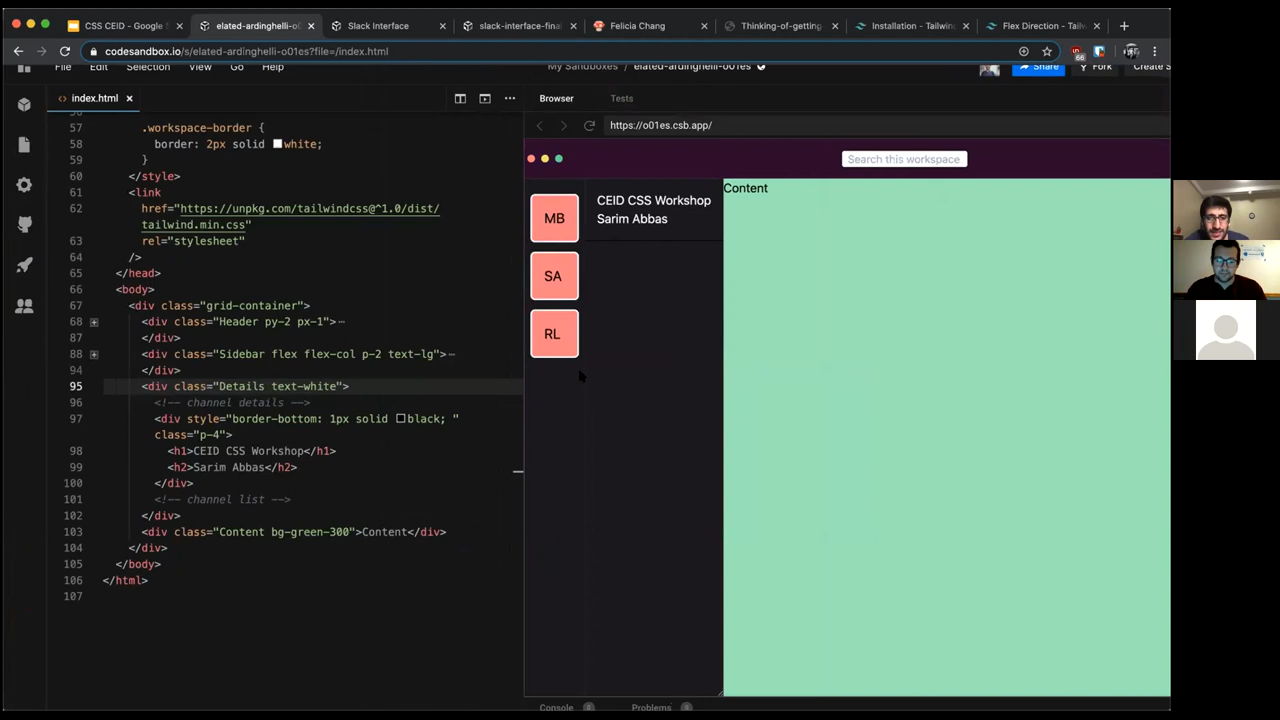 CSS CEID - Google S
elated-ardinghelli-o01es
Slack Interface
slack-interface-fina
Felicia Chang
Thinking-of-getting
Installation - Tailwin
Flex Direction - Tailw
codesandbox.io/s/elated-ardinghelli-o01es?file=/index.html
66
File Edit Selection View Go Help
My Sandboxes / elated-ardinghelli-o01es
Share
Fork
Create S
index.html
Browser
Tests
https://o01es.csb.app/
56
57 .workspace-border {
58 border: 2px solid white;
59 }
60 </style>
61 <link
62 href="https://unpkg.com/tailwindcss@^1.0/dist/
tailwind.min.css"
63 rel="stylesheet"
64 />
65 </head>
66 <body>
67 <div class="grid-container">
68 <div class="Header py-2 px-1">⋯
87 </div>
88 <div class="Sidebar flex flex-col p-2 text-lg">⋯
94 </div>
95 <div class="Details text-white">
96 <!-- channel details -->
97 <div style="border-bottom: 1px solid black; "
class="p-4">
98 <h1>CEID CSS Workshop</h1>
99 <h2>Sarim Abbas</h2>
100 </div>
101 <!-- channel list -->
102 </div>
103 <div class="Content bg-green-300">Content</div>
104 </div>
105 </body>
106 </html>
107
Search this workspace
MB
SA
RL
CEID CSS Workshop
Sarim Abbas
Content
Console
Problems